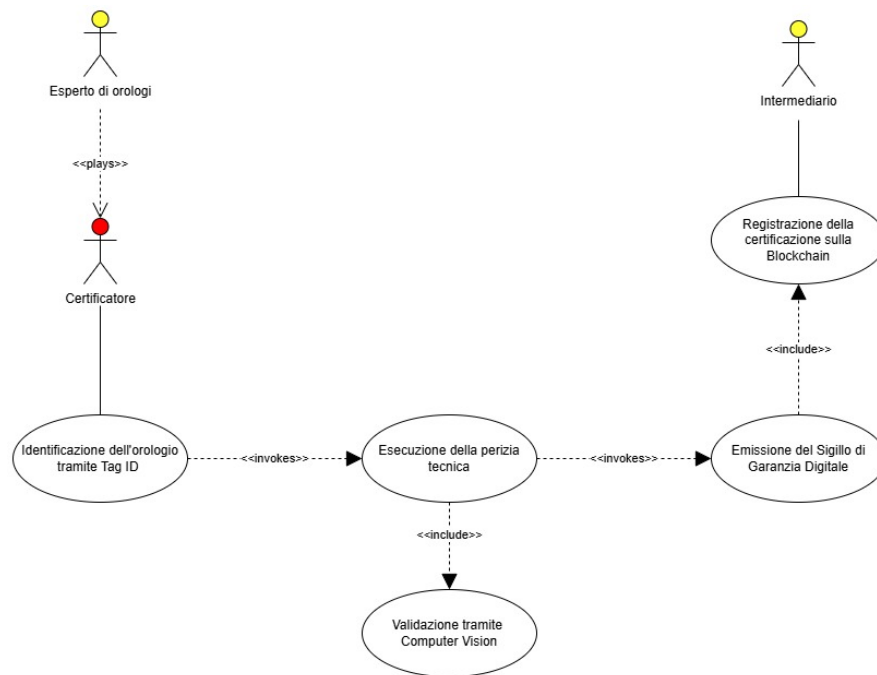 Esperto di orologi
Intermediario
<<plays>>
Certificatore
Registrazione della
certificazione sulla
Blockchain
<<include>>
Identificazione dell'orologio
tramite Tag ID
<<invokes>>
Esecuzione della perizia
tecnica
<<invokes>>
Emissione del Sigillo di
Garanzia Digitale
<<include>>
Validazione tramite
Computer Vision